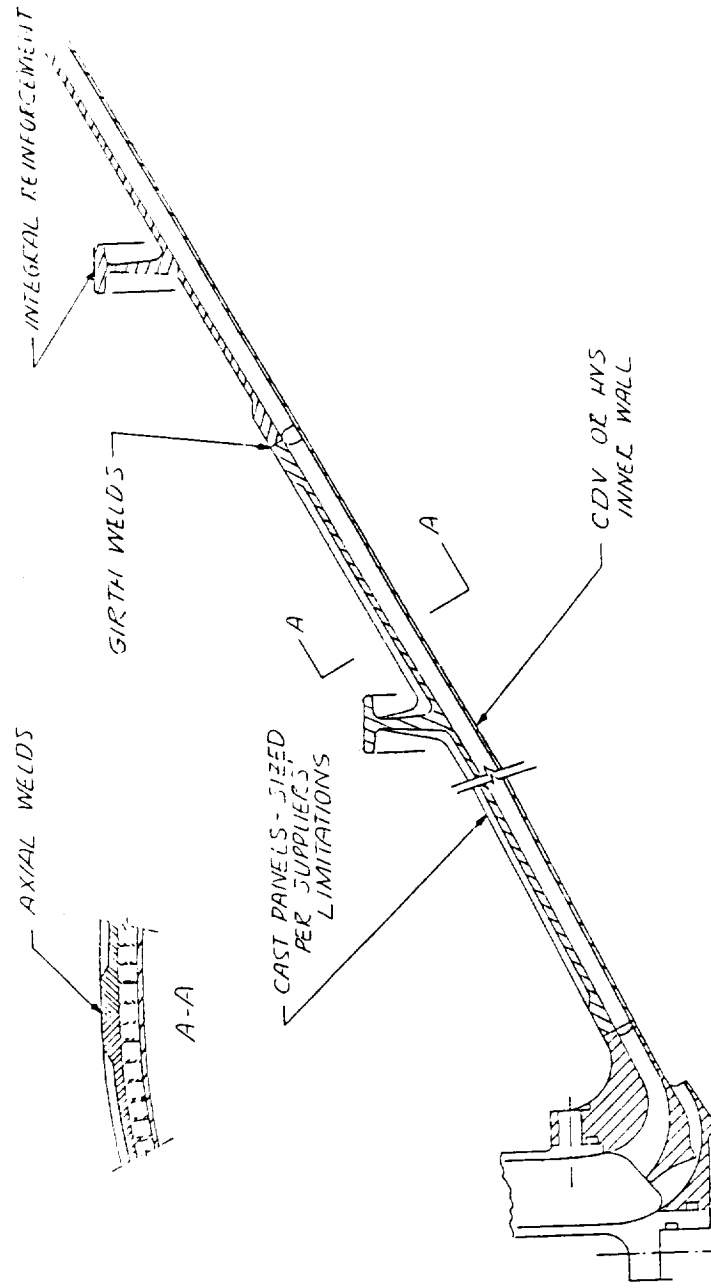 INTEGRAL REINFORCEMENT
GIRTH WELDS
AXIAL WELDS
A-A
A
A
CAST PANELS - SIZED
PER SUPPLIERS
LIMITATIONS
CDV OR HVS
INNER WALL